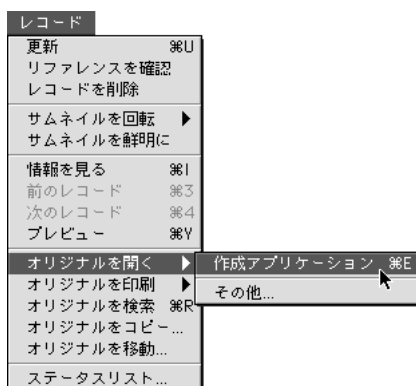 レコード
更新 ⌘U
リファレンスを確認
レコードを削除
サムネイルを回転
サムネイルを鮮明に
情報を見る ⌘I
前のレコード ⌘3
次のレコード ⌘4
プレビュー ⌘Y
オリジナルを開く
作成アプリケーション ⌘E
オリジナルを印刷
その他...
オリジナルを検索 ⌘R
オリジナルをコピー...
オリジナルを移動...
ステータスリスト...